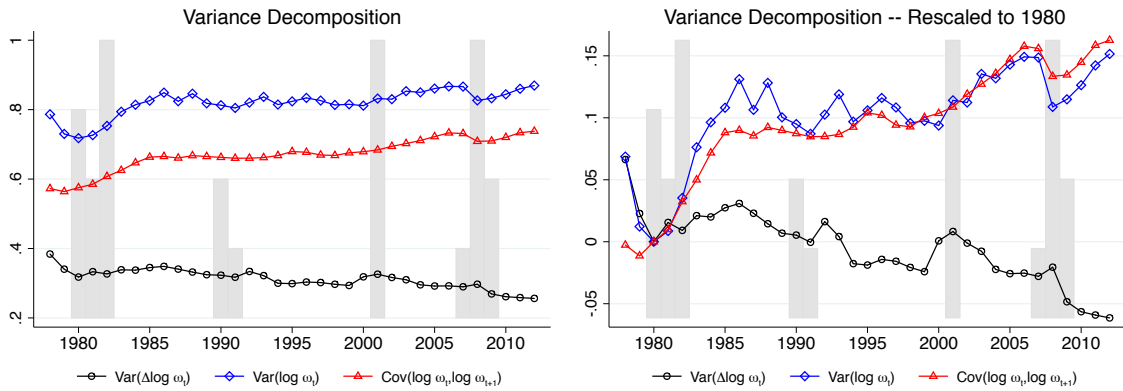 Variance Decomposition
1
.8
.6
.4
.2
1980 1985 1990 1995 2000 2005 2010
Var(Δlog ωt) Var(log ωt) Cov(log ωt, log ωt+1)
Variance Decomposition -- Rescaled to 1980
.15
.1
.05
0
-.05
1980 1985 1990 1995 2000 2005 2010
Var(Δlog ωt) Var(log ωt) Cov(log ωt, log ωt+1)